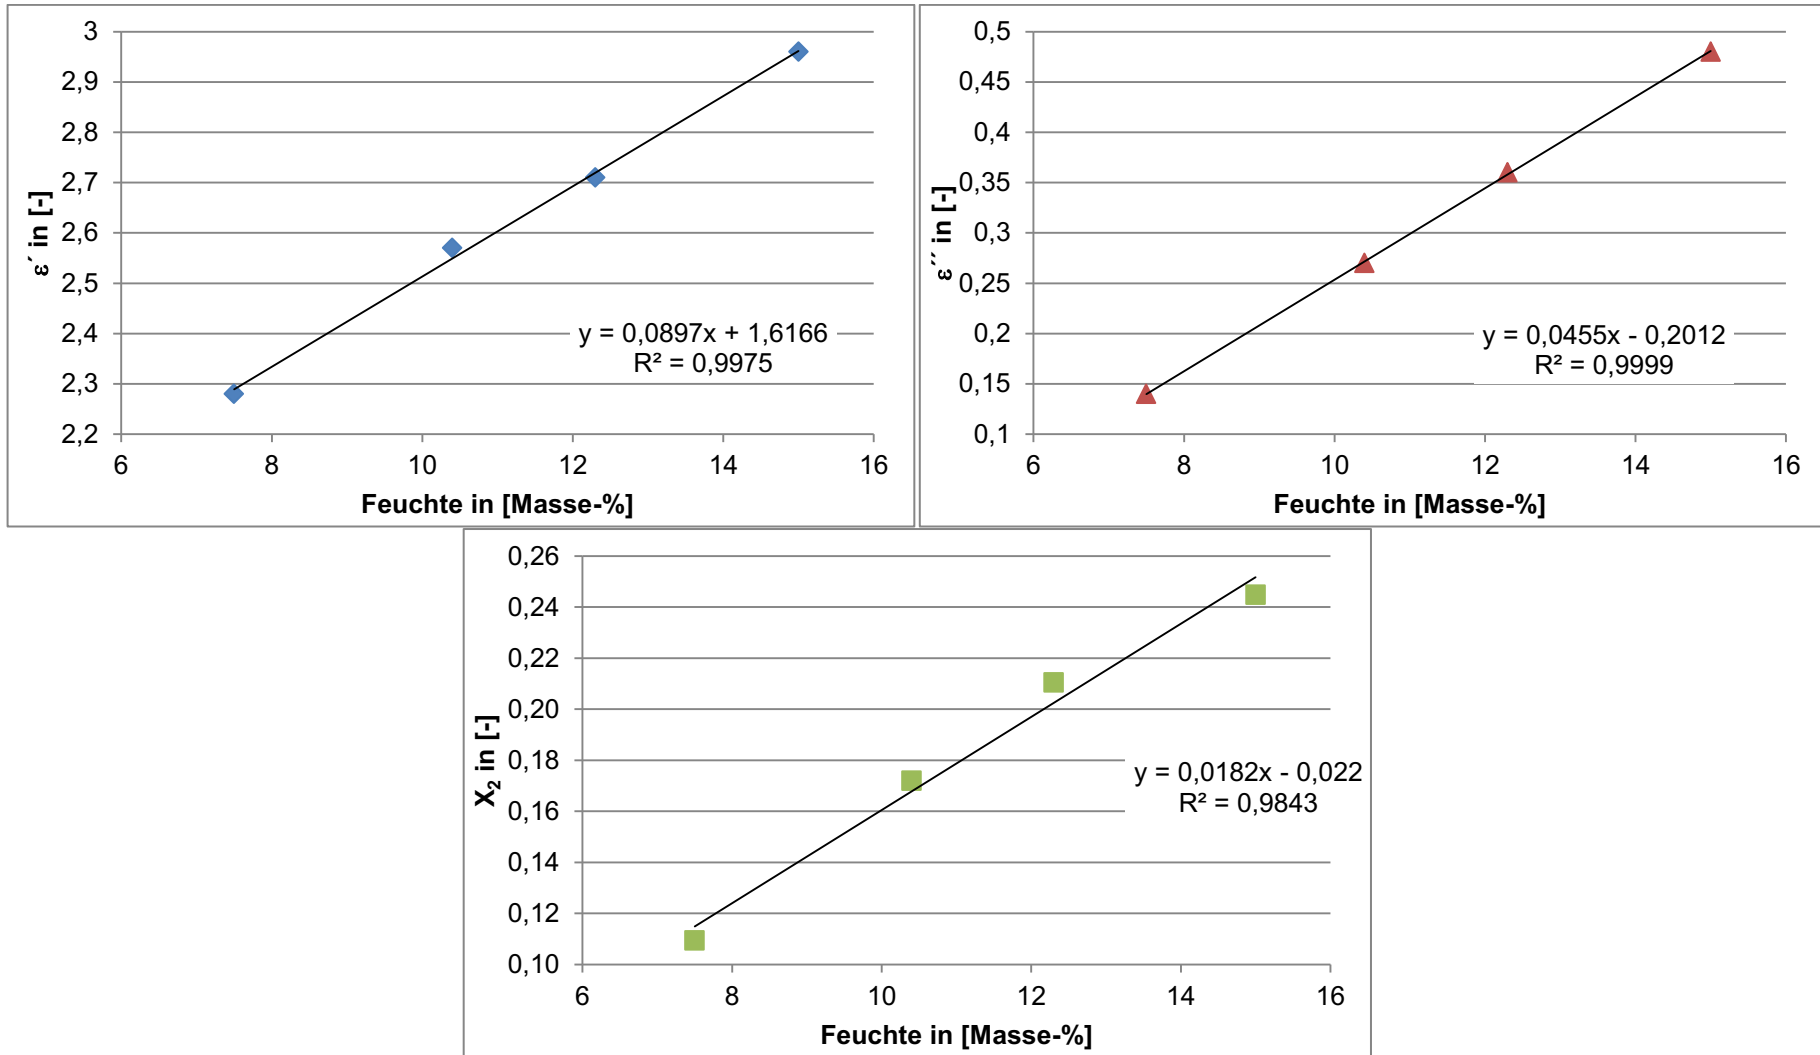 3
2,9
2,8
2,7
2,6
2,5
2,4
2,3
2,2
ε´ in [-]
y = 0,0897x + 1,6166
R² = 0,9975
6 8 10 12 14 16
Feuchte in [Masse-%]
0,5
0,45
0,4
0,35
0,3
0,25
0,2
0,15
0,1
ε´´ in [-]
y = 0,0455x - 0,2012
R² = 0,9999
6 8 10 12 14 16
Feuchte in [Masse-%]
0,26
0,24
0,22
0,20
0,18
0,16
0,14
0,12
0,10
X₂ in [-]
y = 0,0182x - 0,022
R² = 0,9843
6 8 10 12 14 16
Feuchte in [Masse-%]